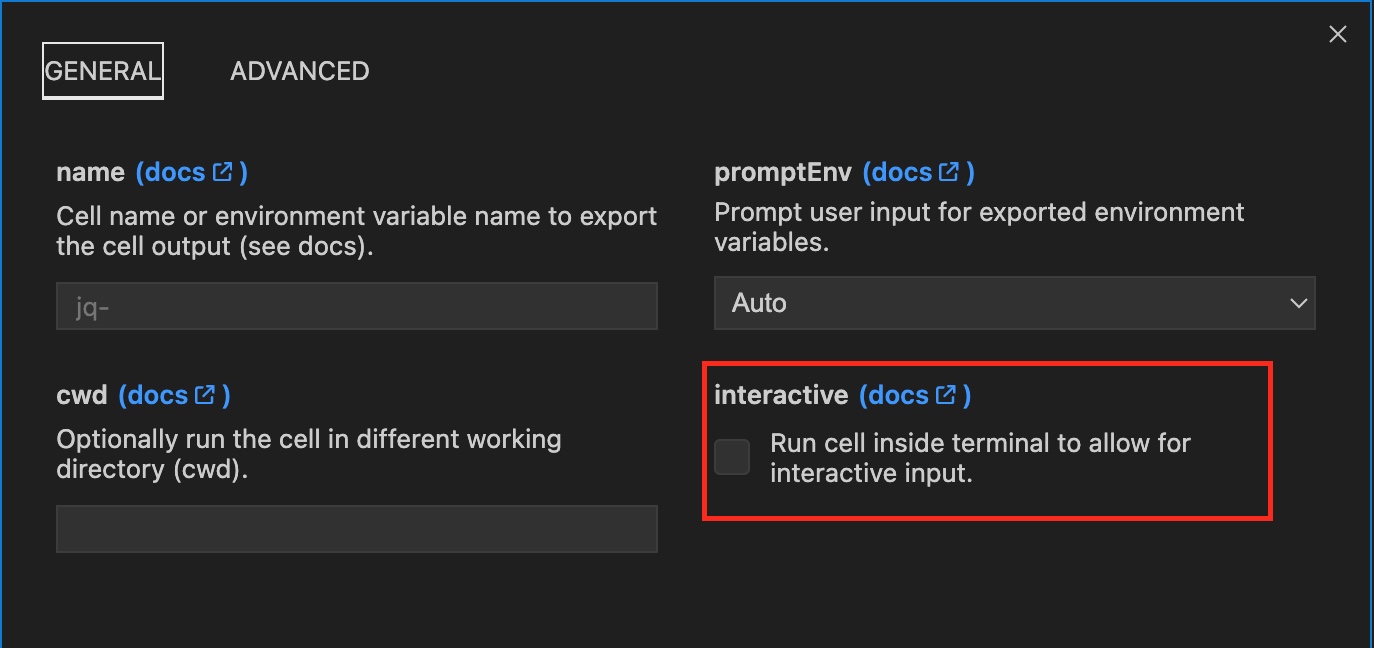 GENERAL
ADVANCED
name (docs )
Cell name or environment variable name to export
the cell output (see docs).
jq-
promptEnv (docs )
Prompt user input for exported environment
variables.
Auto
cwd (docs )
Optionally run the cell in different working
directory (cwd).
interactive (docs )
Run cell inside terminal to allow for
interactive input.